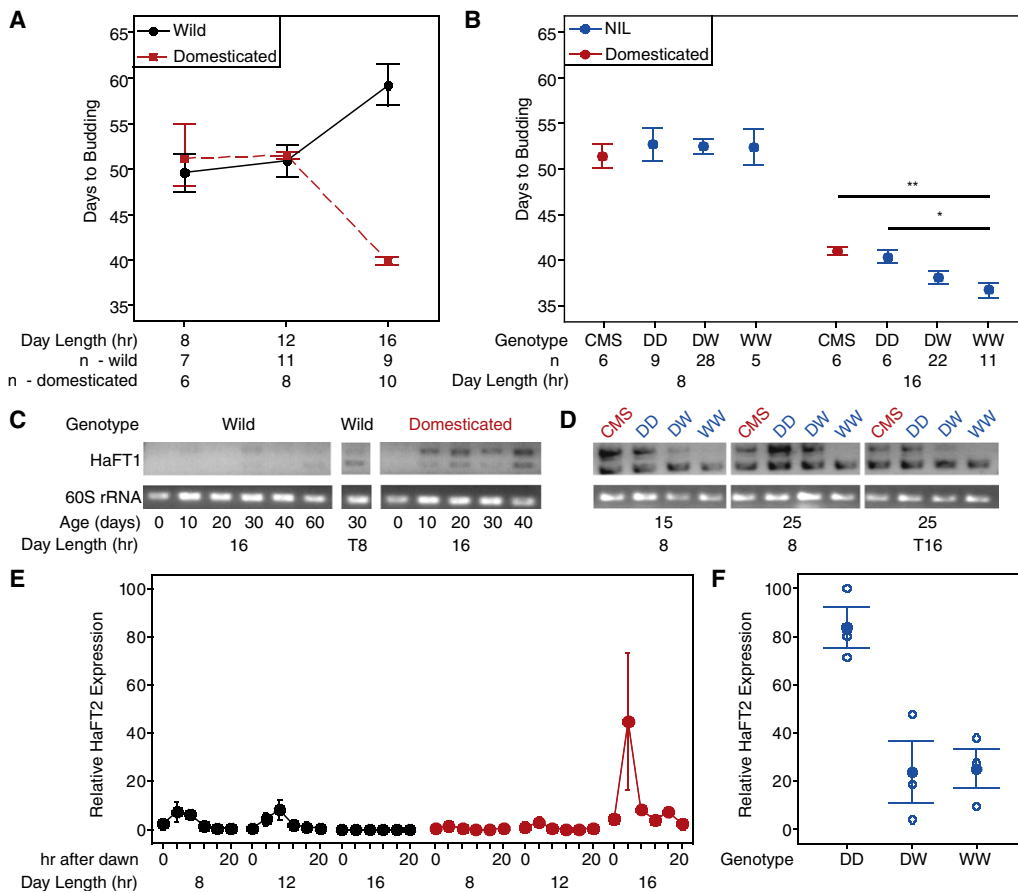 A
Wild
Domesticated
65
60
55
50
45
40
35
Days to Budding
Day Length (hr) 8 12 16
n - wild 7 11 9
n - domesticated 6 8 10
B
NIL
Domesticated
65
60
55
50
45
40
35
Days to Budding
**
*
Genotype CMS DD DW WW CMS DD DW WW
n 6 9 28 5 6 6 22 11
Day Length (hr) 8 16
C
Genotype Wild Wild Domesticated
HaFT1
60S rRNA
Age (days) 0 10 20 30 40 60 30 0 10 20 30 40
Day Length (hr) 16 T8 16
D
CMS DD DW WW CMS DD DW WW CMS DD DW WW
15 25 25
8 8 T16
E
100
80
60
40
20
0
Relative HaFT2 Expression
hr after dawn 0 20 0 20 0 20 0 20 0 20 0 20
Day Length (hr) 8 12 16 8 12 16
F
100
80
60
40
20
0
Relative HaFT2 Expression
Genotype DD DW WW